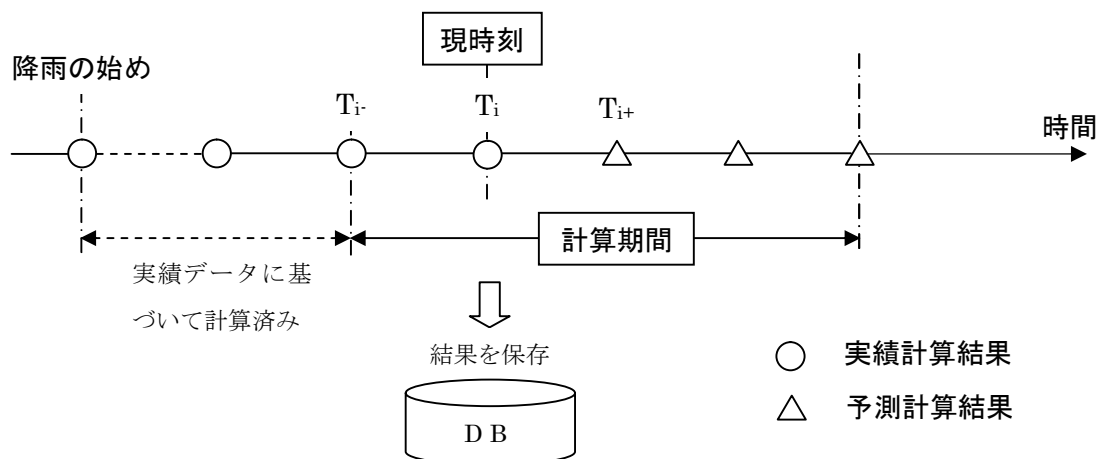 現時刻
降雨の始め
Ti-
Ti
Ti+
時間
計算期間
実績データに基
づいて計算済み
結果を保存
D B
実績計算結果
予測計算結果